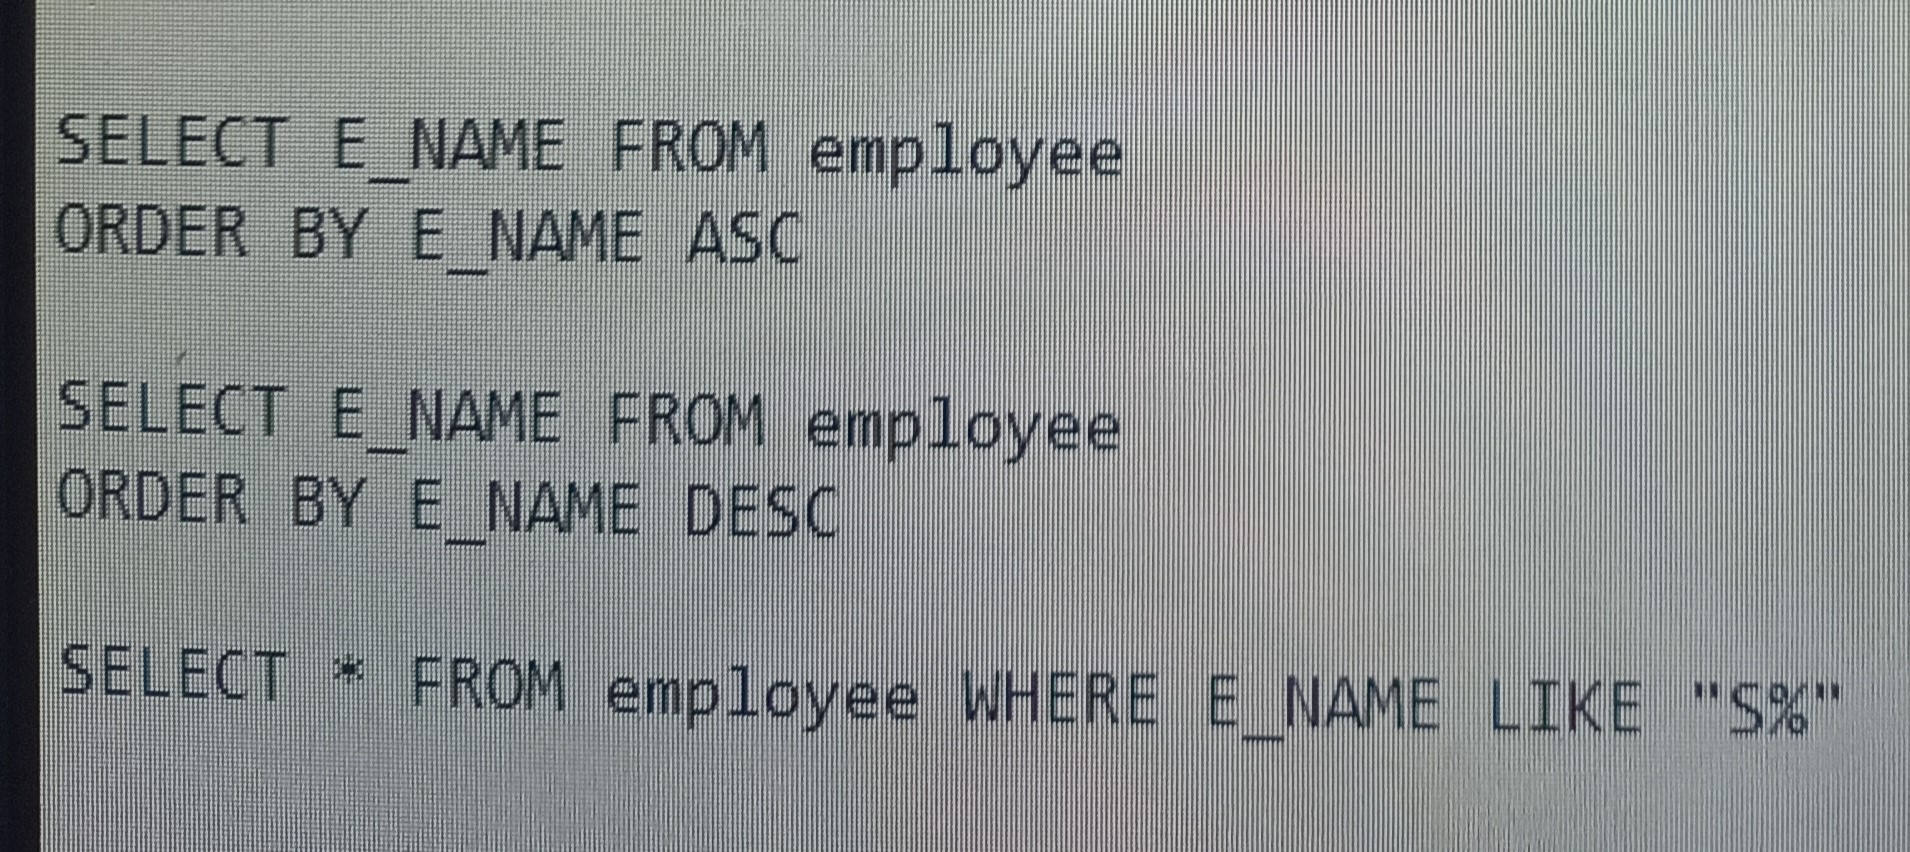 SELECT E_NAME FROM employee
ORDER BY E_NAME ASC
SELECT E_NAME FROM employee
ORDER BY E_NAME DESC
SELECT * FROM employee WHERE E_NAME LIKE "S%"